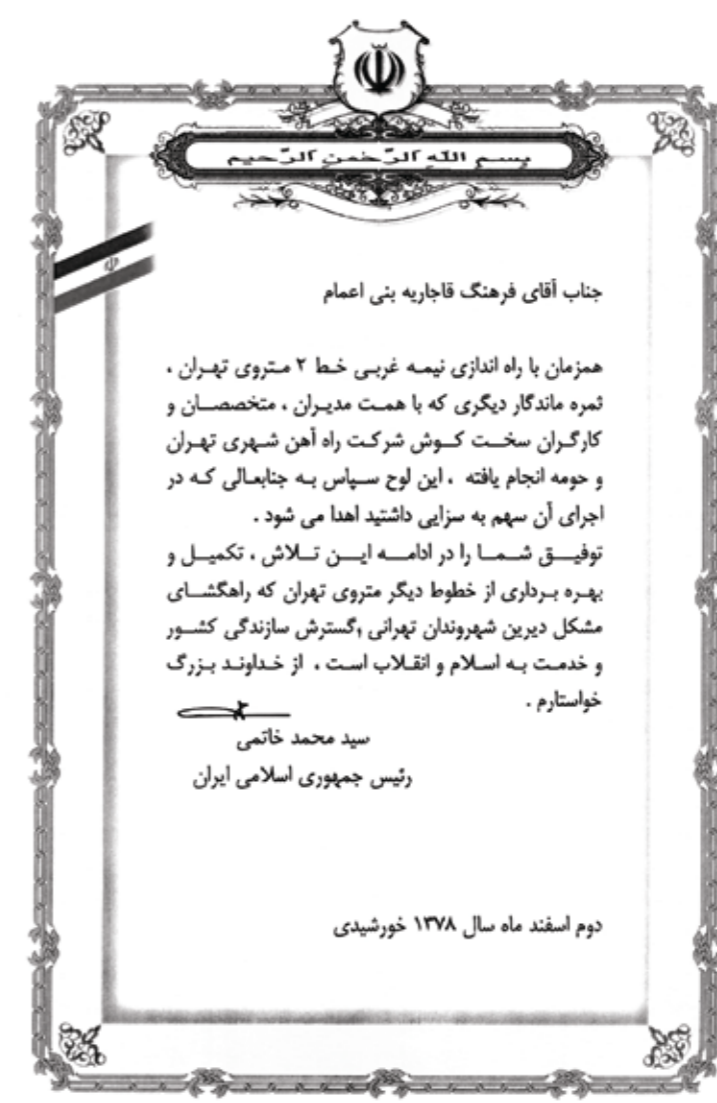 بسم الله الرّحمن الرّحیم
جناب آقای فرهنگ قاجاریه بنی اعمام
همزمان با راه اندازی نیمه غربی خط ۲ متروی تهران ،
ثمره ماندگار دیگری که با همت مدیران ، متخصصان و
کارگران سخت کوش شرکت راه آهن شهری تهران
و حومه انجام یافته ، این لوح سپاس به جنابعالی که در
اجرای آن سهم به سزایی داشتید اهدا می شود .
توفیق شما را در ادامه این تلاش ، تکمیل و
بهره برداری از خطوط دیگر متروی تهران که راهگشای
مشکل دیرین شهروندان تهرانی ,گسترش سازندگی کشور
و خدمت به اسلام و انقلاب است ، از خداوند بزرگ
خواستارم .
سید محمد خاتمی
رئیس جمهوری اسلامی ایران
دوم اسفند ماه سال ۱۳۷۸ خورشیدی